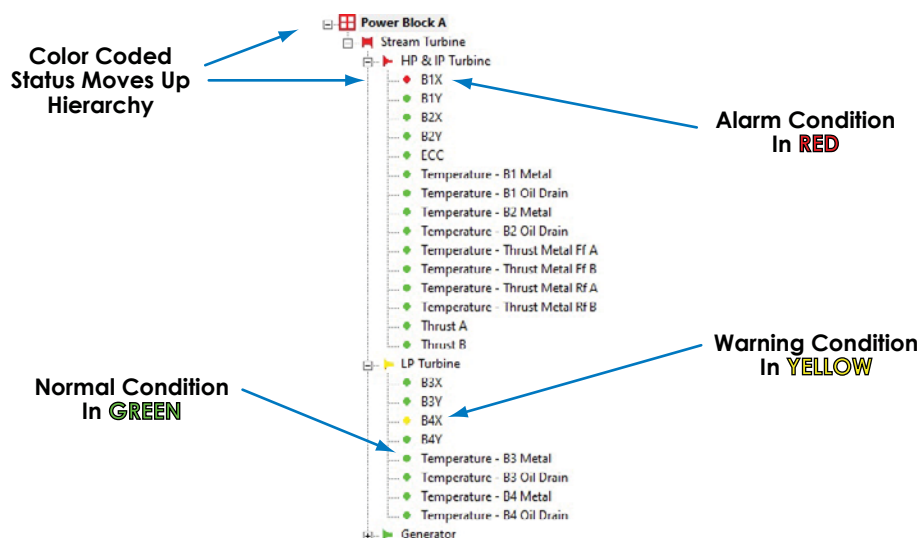 Power Block A
Stream Turbine
HP & IP Turbine
B1X
B1Y
B2X
B2Y
ECC
Temperature - B1 Metal
Temperature - B1 Oil Drain
Temperature - B2 Metal
Temperature - B2 Oil Drain
Temperature - Thrust Metal Ff A
Temperature - Thrust Metal Ff B
Temperature - Thrust Metal Rf A
Temperature - Thrust Metal Rf B
Thrust A
Thrust B
LP Turbine
B3X
B3Y
B4X
B4Y
Temperature - B3 Metal
Temperature - B3 Oil Drain
Temperature - B4 Metal
Temperature - B4 Oil Drain
Generator
Color Coded
Status Moves Up
Hierarchy
Alarm Condition
In RED
Warning Condition
In YELLOW
Normal Condition
In GREEN